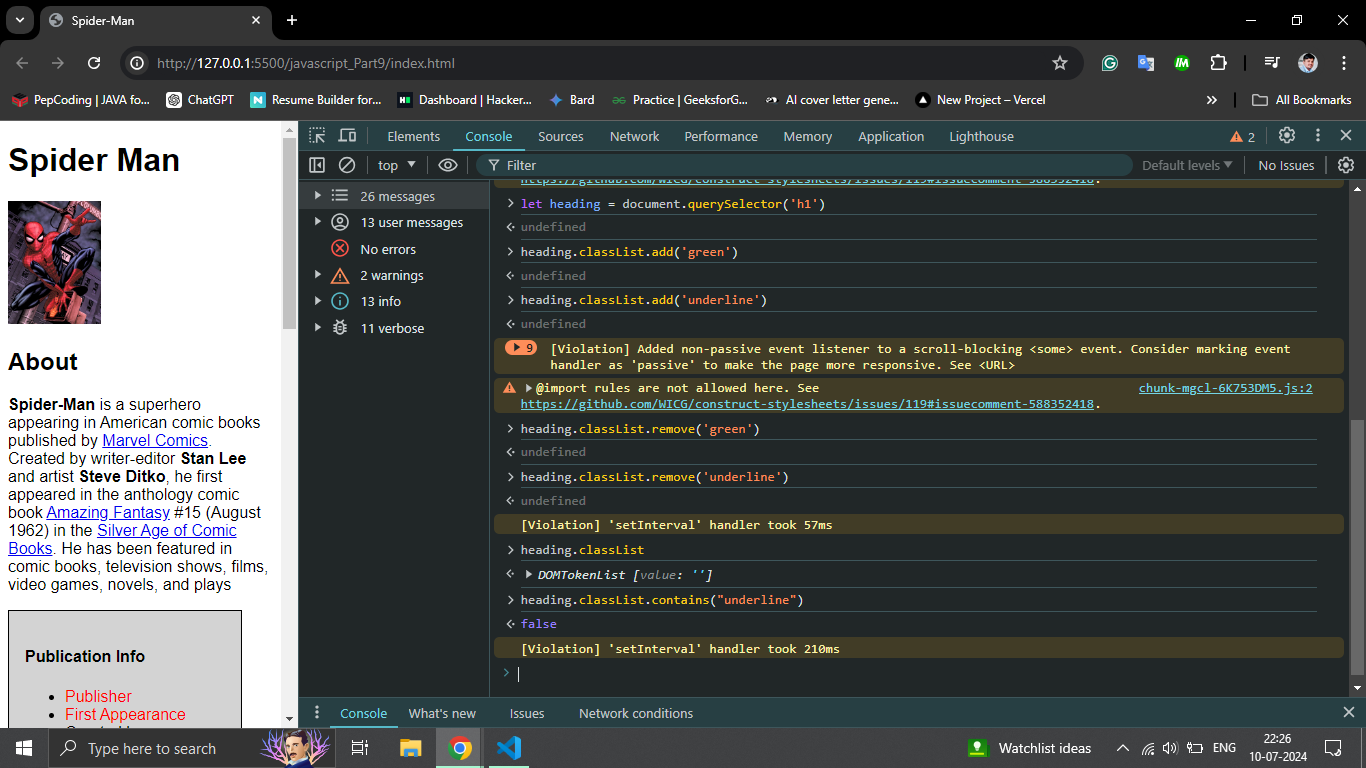 Spider-Man
http://127.0.0.1:5500/javascript_Part9/index.html
PepCoding | JAVA fo...
ChatGPT
Resume Builder for...
Dashboard | Hacker...
Bard
Practice | GeeksforG...
AI cover letter gene...
New Project – Vercel
»
All Bookmarks
Spider Man
About
Spider-Man is a superhero
appearing in American comic books
published by Marvel Comics.
Created by writer-editor Stan Lee
and artist Steve Ditko, he first
appeared in the anthology comic
book Amazing Fantasy #15 (August
1962) in the Silver Age of Comic
Books. He has been featured in
comic books, television shows, films,
video games, novels, and plays
Publication Info
Publisher
First Appearance
Elements Console Sources Network Performance Memory Application Lighthouse 2
top Filter Default levels No Issues
26 messages
13 user messages
No errors
2 warnings
13 info
11 verbose
https://github.com/WICG/construct-stylesheets/issues/119#issuecomment-588352418.
let heading = document.querySelector('h1')
undefined
heading.classList.add('green')
undefined
heading.classList.add('underline')
undefined
9 [Violation] Added non-passive event listener to a scroll-blocking <some> event. Consider marking event
handler as 'passive' to make the page more responsive. See <URL>
@import rules are not allowed here. See chunk-mgcl-6K753DM5.js:2
https://github.com/WICG/construct-stylesheets/issues/119#issuecomment-588352418.
heading.classList.remove('green')
undefined
heading.classList.remove('underline')
undefined
[Violation] 'setInterval' handler took 57ms
heading.classList
DOMTokenList [value: '']
heading.classList.contains("underline")
false
[Violation] 'setInterval' handler took 210ms
Console What's new Issues Network conditions
Type here to search
Watchlist ideas
ENG
22:26
10-07-2024